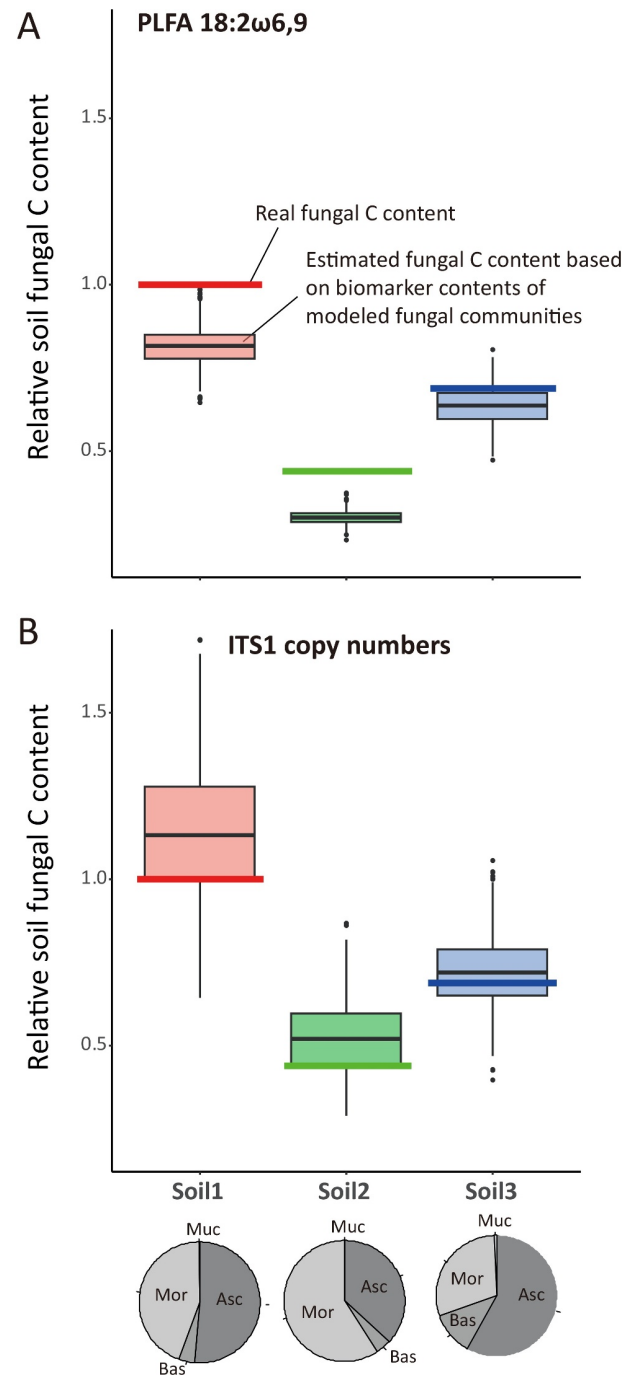 A
PLFA 18:2ω6,9
Relative soil fungal C content
1.5
1.0
0.5
Real fungal C content
Estimated fungal C content based
on biomarker contents of
modeled fungal communities
B
ITS1 copy numbers
Relative soil fungal C content
1.5
1.0
0.5
Soil1 Soil2 Soil3
Muc Muc Muc
Mor Asc Bas
Mor Asc Bas
Mor Asc Bas